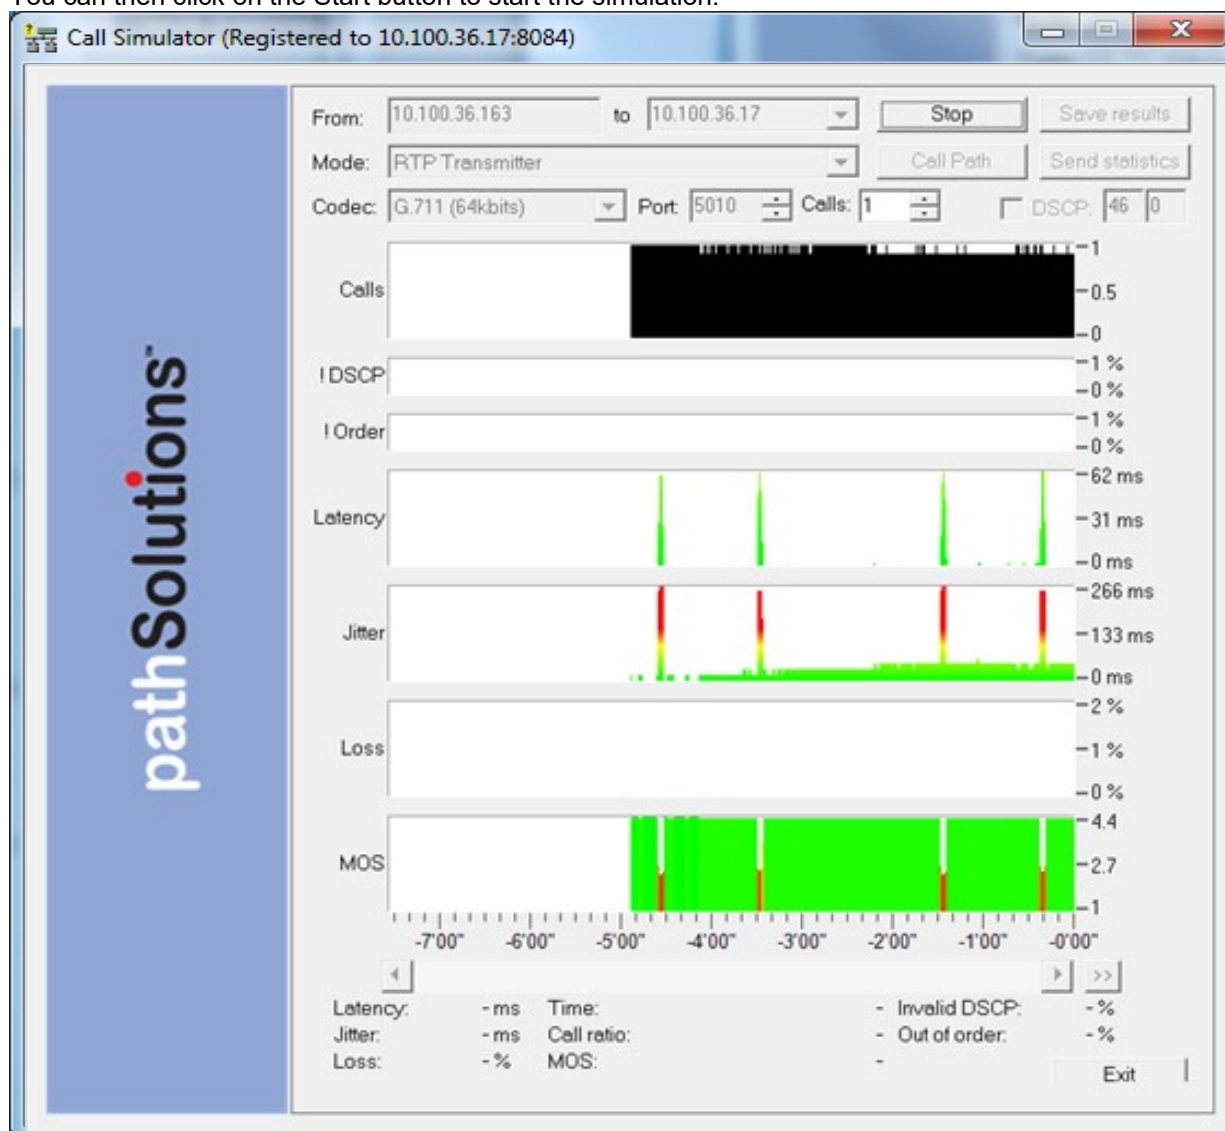 You can then click on the Start button to start the simulation.
Call Simulator (Registered to 10.100.36.17:8084)
From: 10.100.36.163 to 10.100.36.17 Stop Save results
Mode: RTP Transmitter Call Path Send statistics
Codec: G.711 (64kbits) Port: 5010 Calls: 1 DSCP: 46 0
1
Calls 0.5
0
! DSCP 1 %
0 %
! Order 1 %
0 %
62 ms
Latency 31 ms
0 ms
266 ms
Jitter 133 ms
0 ms
2 %
Loss 1 %
0 %
4.4
MOS 2.7
1
-7'00" -6'00" -5'00" -4'00" -3'00" -2'00" -1'00" -0'00"
>>
Latency: - ms Time: - Invalid DSCP: - %
Jitter: - ms Call ratio: - Out of order: - %
Loss: - % MOS: -
Exit
pathSolutions™